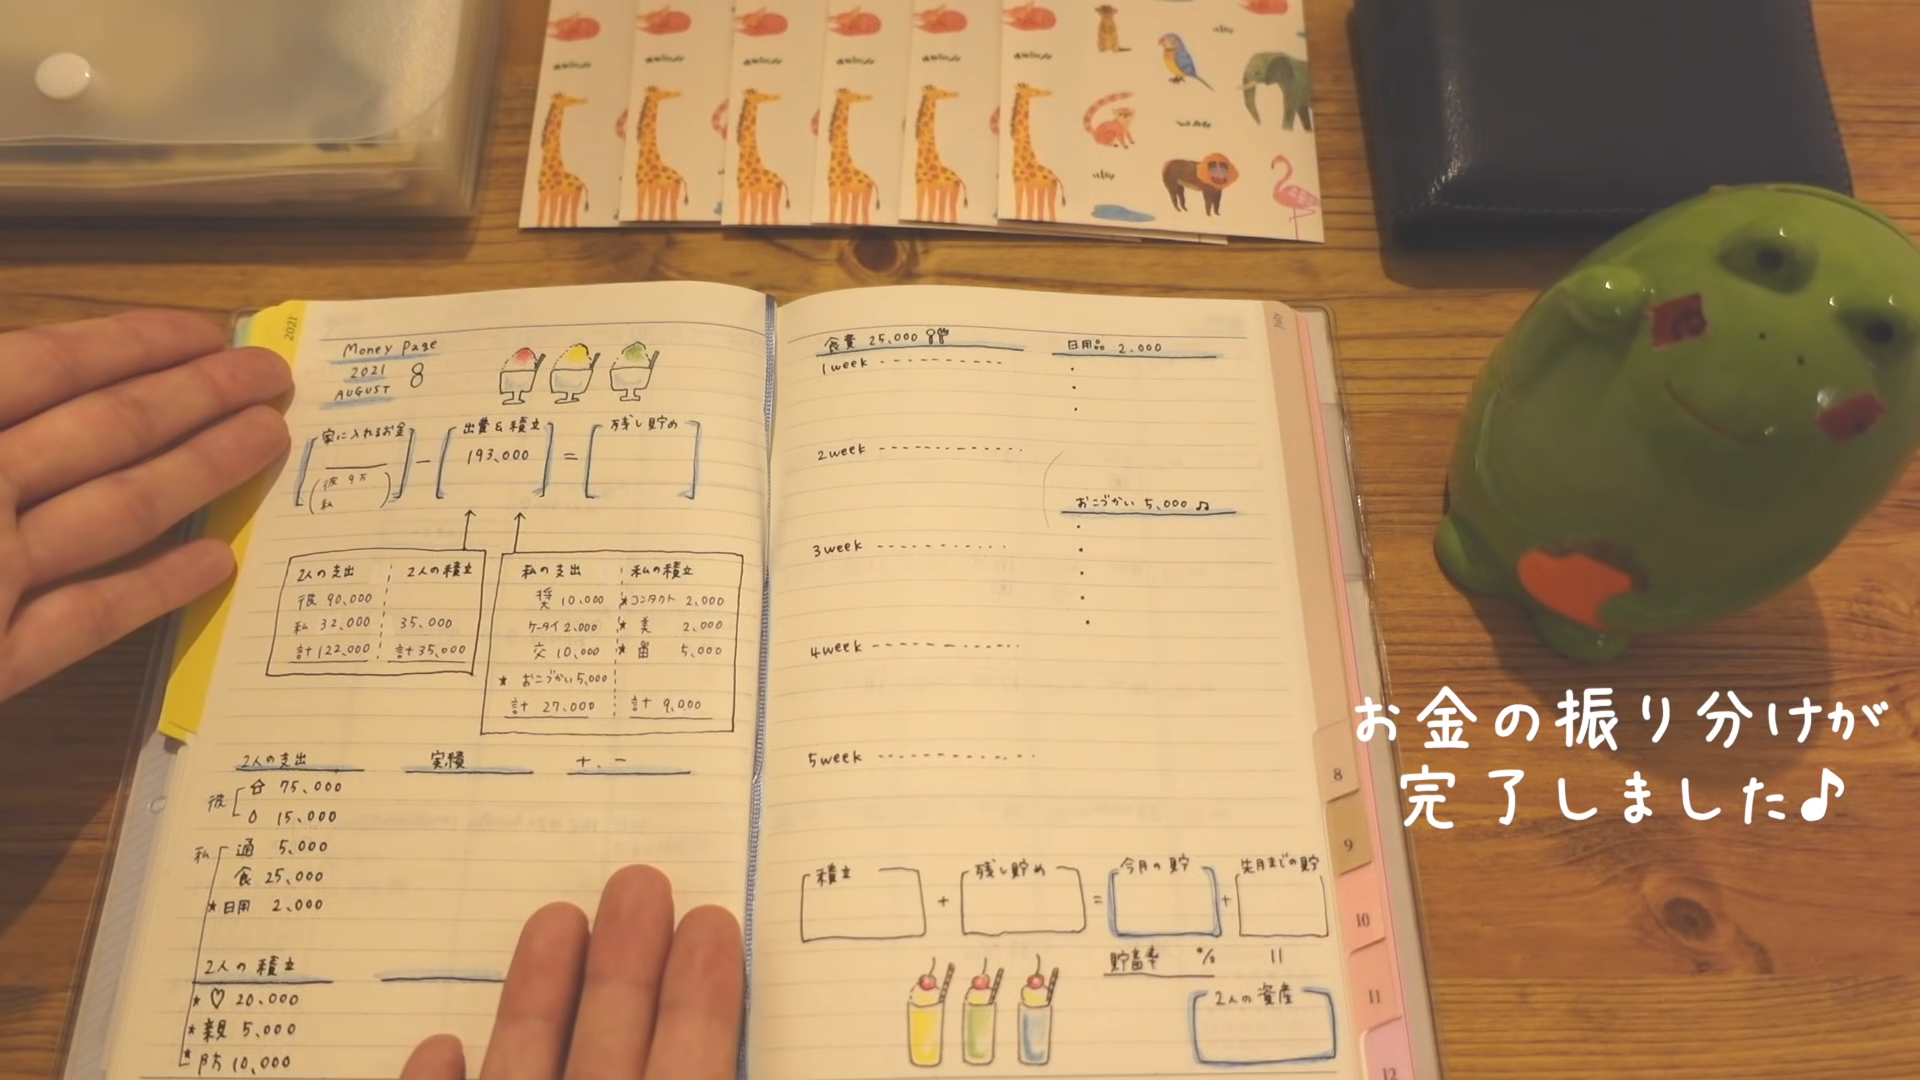 2021
Money Page
2021
AUGUST
8
家に入れるお金
(彼 9万
私 )
-
出費&積立
193,000
=
残し貯め
2人の支出 2人の積立
彼 90,000
私 32,000 35,000
計 122,000 計 35,000
私の支出 私の積立
奨 10,000 ★コンタクト 2,000
ケータイ 2,000 ★美 2,000
交 10,000 ★ 5,000
★ おこづかい 5,000
計 27,000 計 9,000
2人の支出 実積 +、-
彼 75,000
15,000
私 通 5,000
食 25,000
★日用 2,000
2人の積立
★♡ 20,000
★親 5,000
★防 10,000
食費 25,000
1week
2week
3week
4week
5week
日用品 2,000
おこづかい 5,000 ♫
積立 + 残し貯め = 今月の貯 + 先月までの貯
貯蓄率 % 11
2人の資産
8
9
10
11
12
お金の振り分けが
完了しました♪